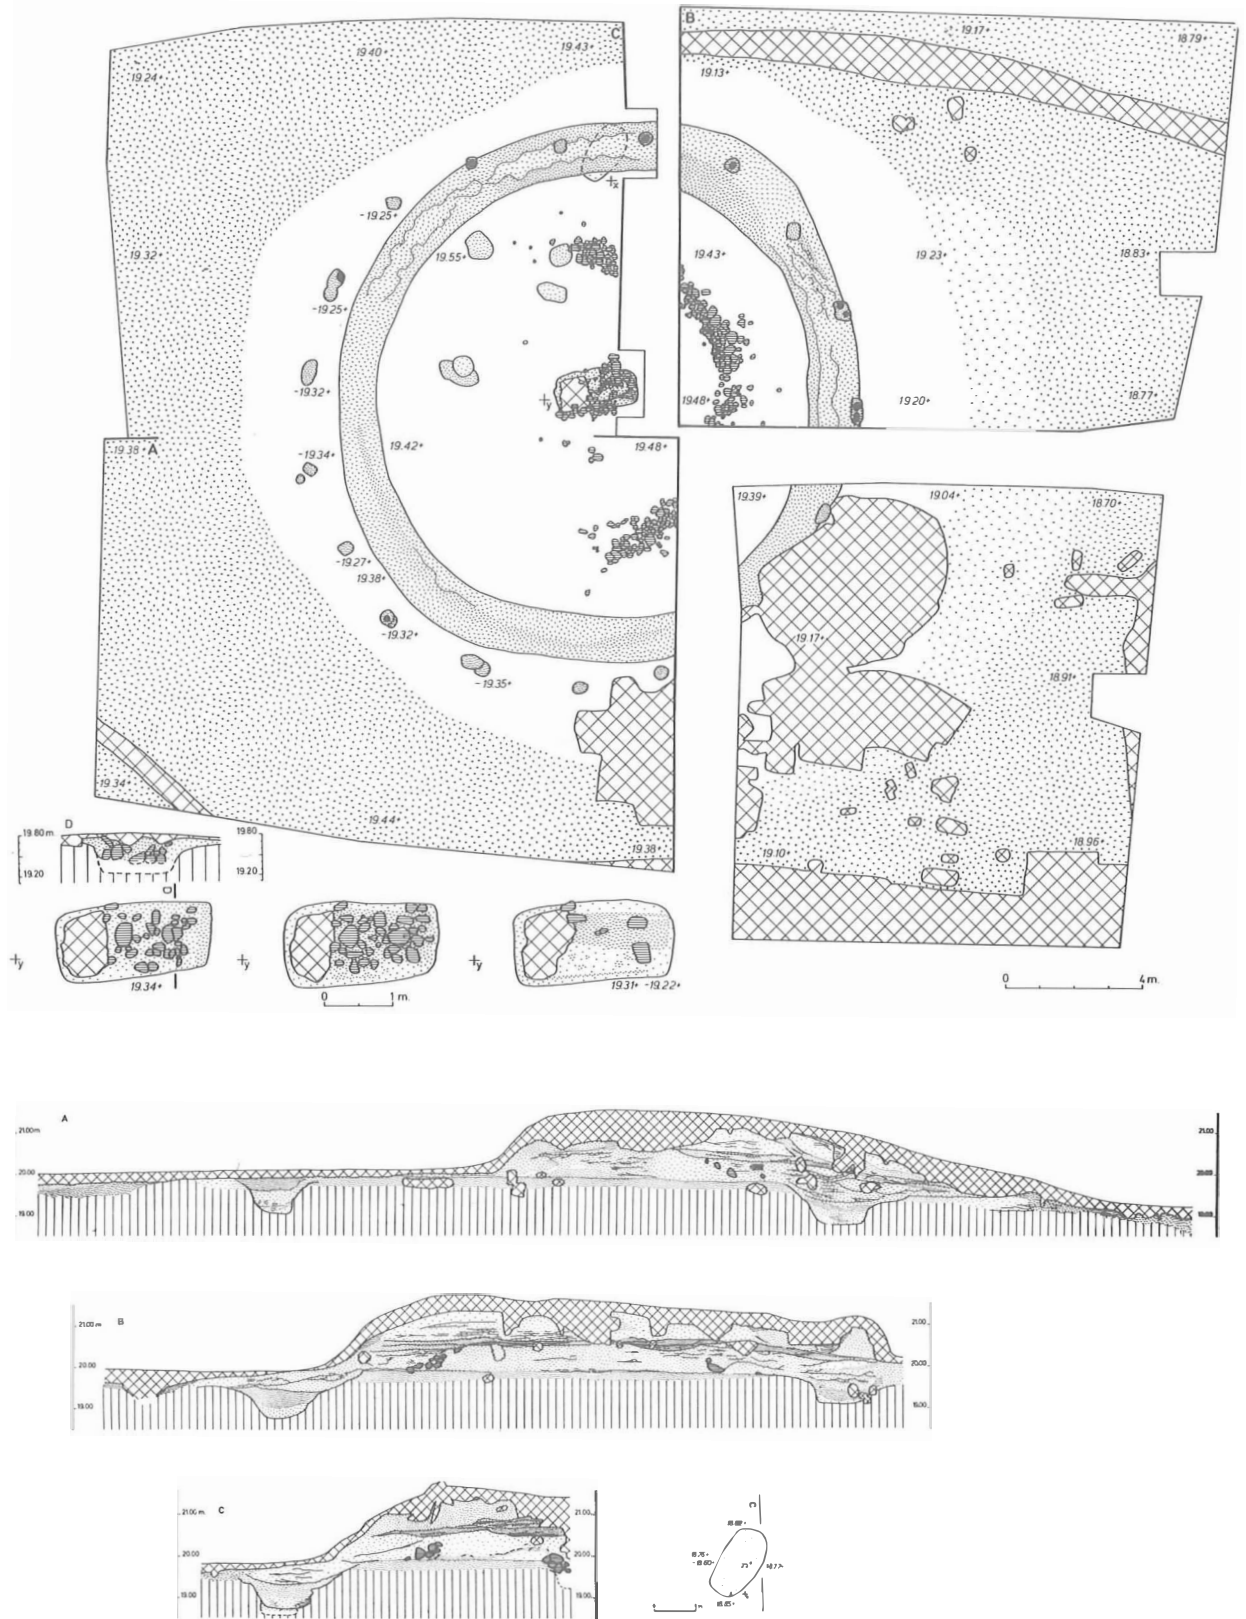 C
19.40
19.43+
19.24+
19.32+
-19.25+
19.55+
-19.25+
-19.32+
+x
+y
B
19.17+
18.79+
19.13+
19.43+
19.23+
18.83+
19.48+
19.20+
18.77+
19.38+ A
-19.34+
19.42+
19.48+
-19.27+
19.38+
-19.32+
-19.35+
-19.34+
19.44+
19.38+
19.39+
19.04+
18.70+
19.17+
18.91+
19.10+
18.96+
0 4 m.
D
19.80 m.
19.80
19.20
19.20
D
+y
+y
+y
19.34+
0 1 m.
19.31+ -19.22+
A
21.00 m.
21.00
20.00
20.00
19.00
19.00
B
21.00 m
21.00
20.00
20.00
19.00
19.00
C
21.00 m.
21.00
20.00
20.00
19.00
19.00
C